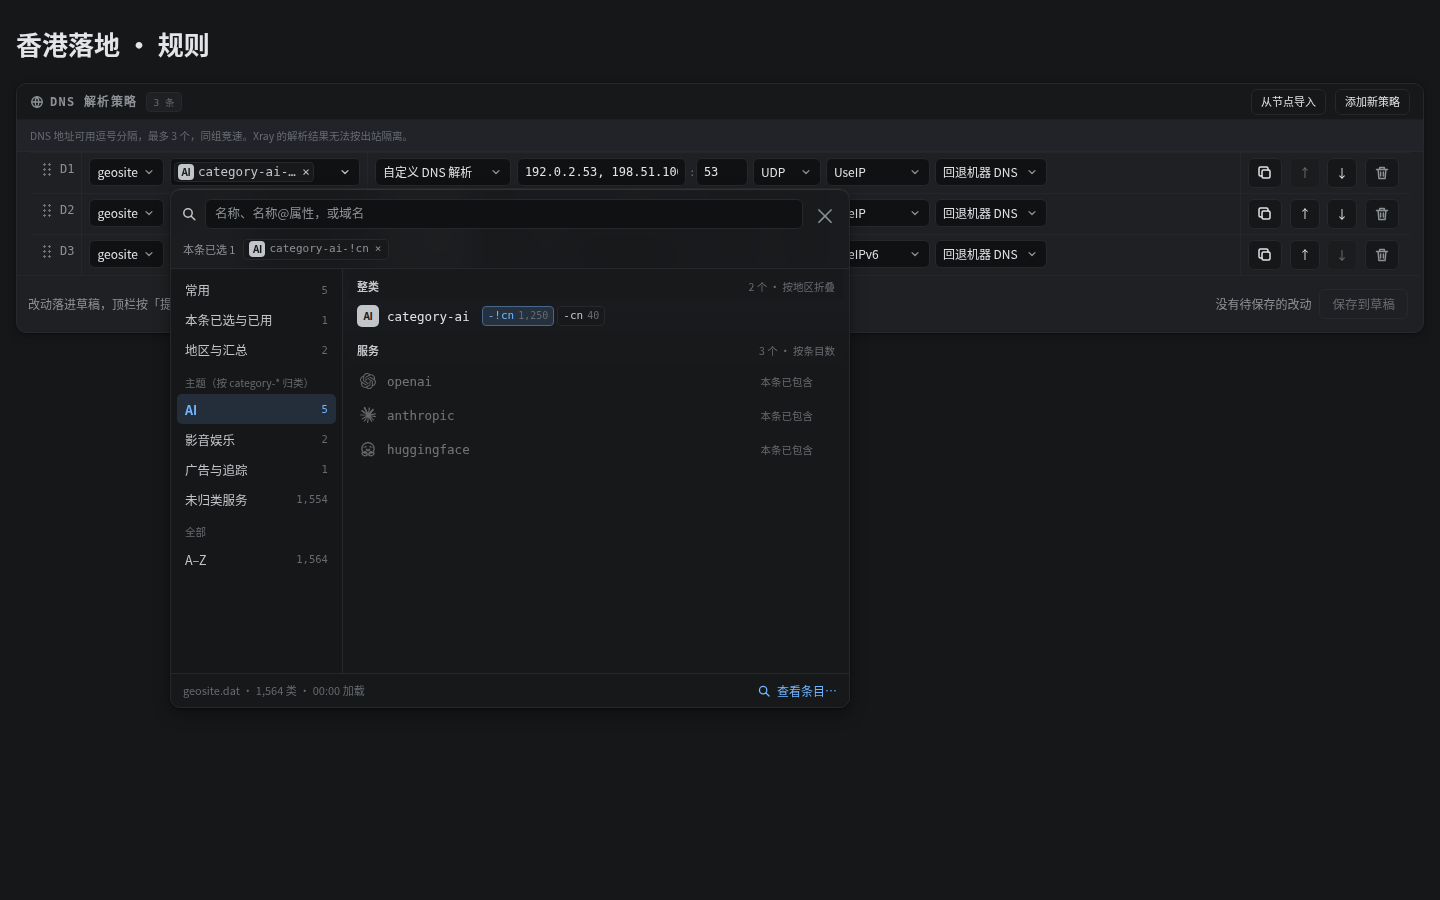 香港落地 · 规则
DNS 解析策略 3 条 从节点导入 添加新策略
DNS 地址可用逗号分隔，最多 3 个，同组竞速。Xray 的解析结果无法按出站隔离。
D1 geosite AI category-ai-… × 自定义 DNS 解析 192.0.2.53, 198.51.10 : 53 UDP UseIP 回退机器 DNS
D2 geosite 名称、名称@属性，或域名 eIP 回退机器 DNS
本条已选 1 AI category-ai-!cn ×
D3 geosite eIPv6 回退机器 DNS
改动落进草稿，顶栏按「提 没有待保存的改动 保存到草稿
常用 5
本条已选与已用 1
地区与汇总 2
主题（按 category-* 归类）
AI 5
影音娱乐 2
广告与追踪 1
未归类服务 1,554
全部
A–Z 1,564
整类 2 个 · 按地区折叠
AI category-ai -!cn 1,250 -cn 40
服务 3 个 · 按条目数
openai 本条已包含
anthropic 本条已包含
huggingface 本条已包含
geosite.dat · 1,564 类 · 00:00 加载 查看条目…